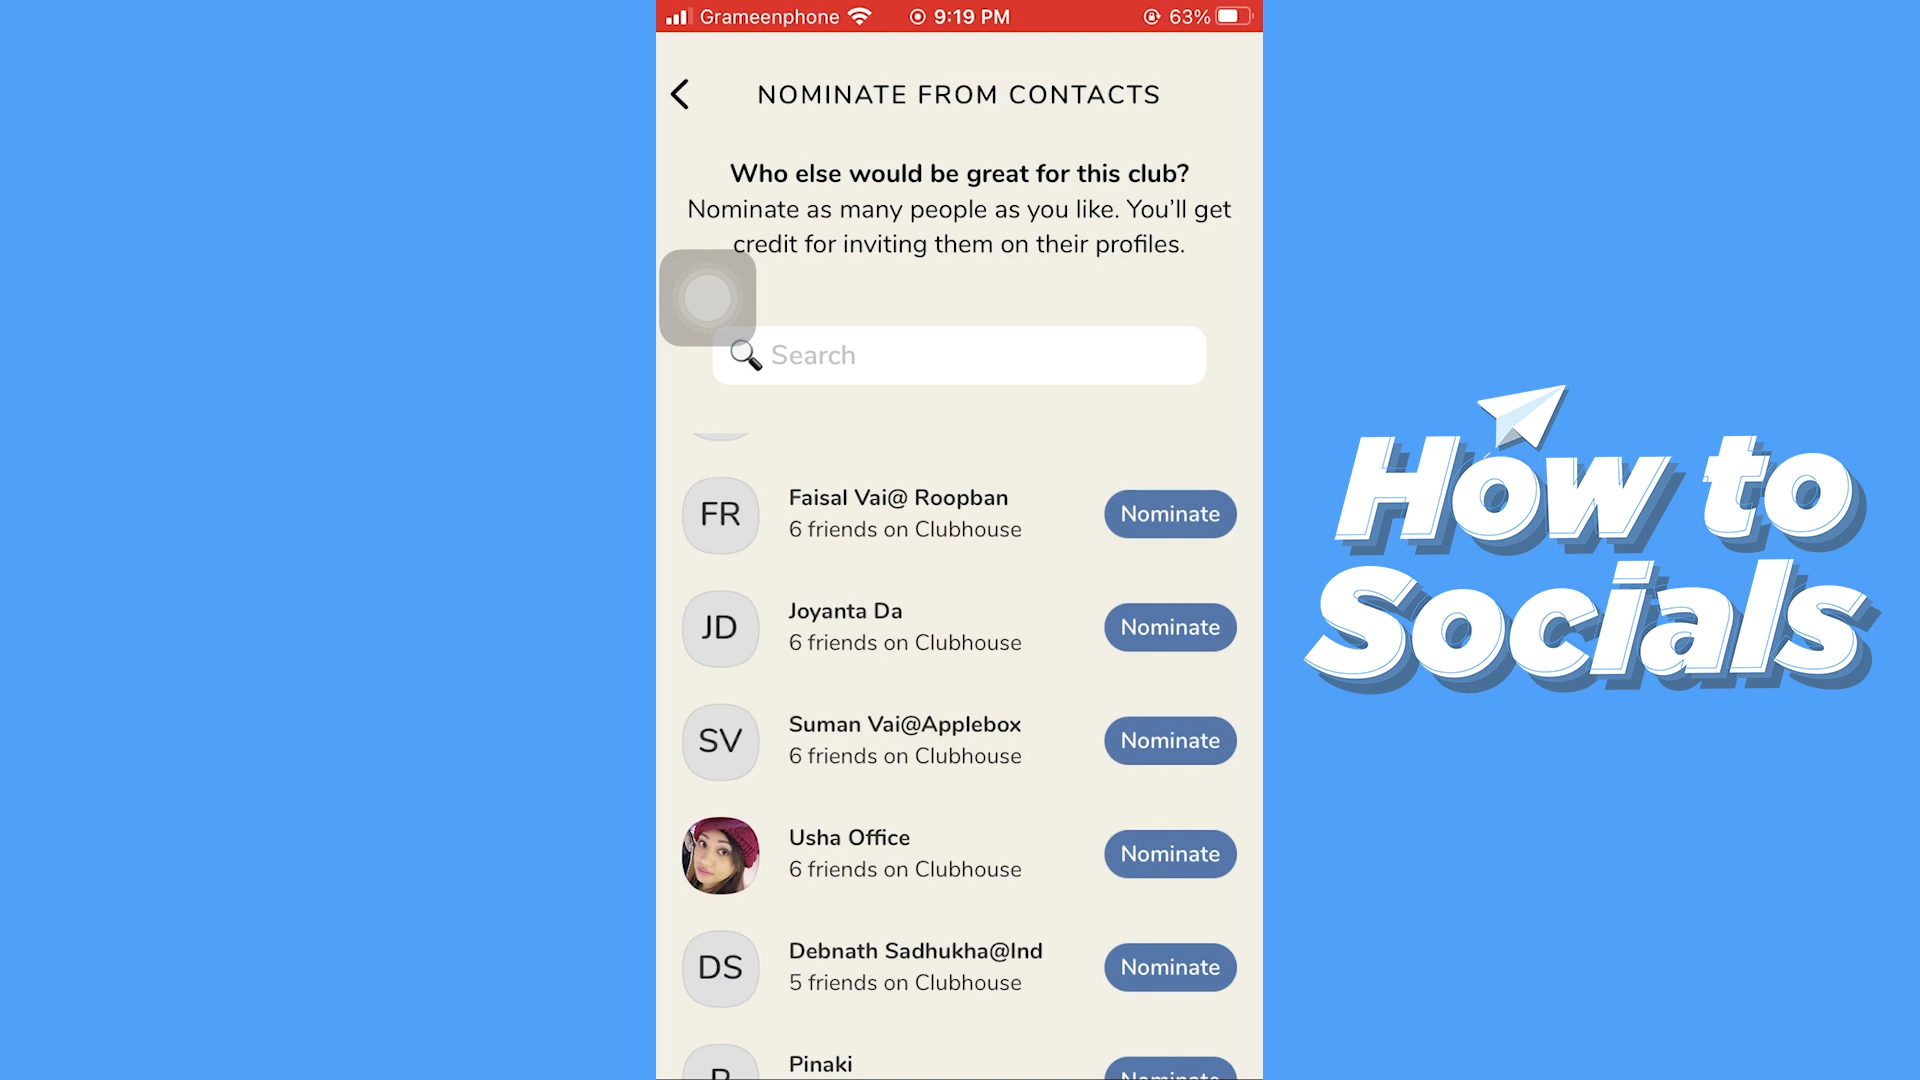 Grameenphone 9:19 PM 63%
NOMINATE FROM CONTACTS
Who else would be great for this club?
Nominate as many people as you like. You'll get
credit for inviting them on their profiles.
Search
FR Faisal Vai@ Roopban Nominate
6 friends on Clubhouse
JD Joyanta Da Nominate
6 friends on Clubhouse
SV Suman Vai@Applebox Nominate
6 friends on Clubhouse
Usha Office Nominate
6 friends on Clubhouse
DS Debnath Sadhukha@Ind Nominate
5 friends on Clubhouse
P Pinaki Nominate
How to
Socials